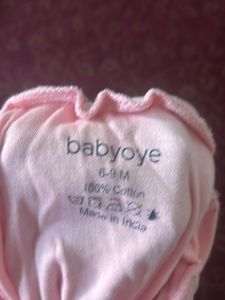 babyoye
6-9 M
100% Cotton
Made in India